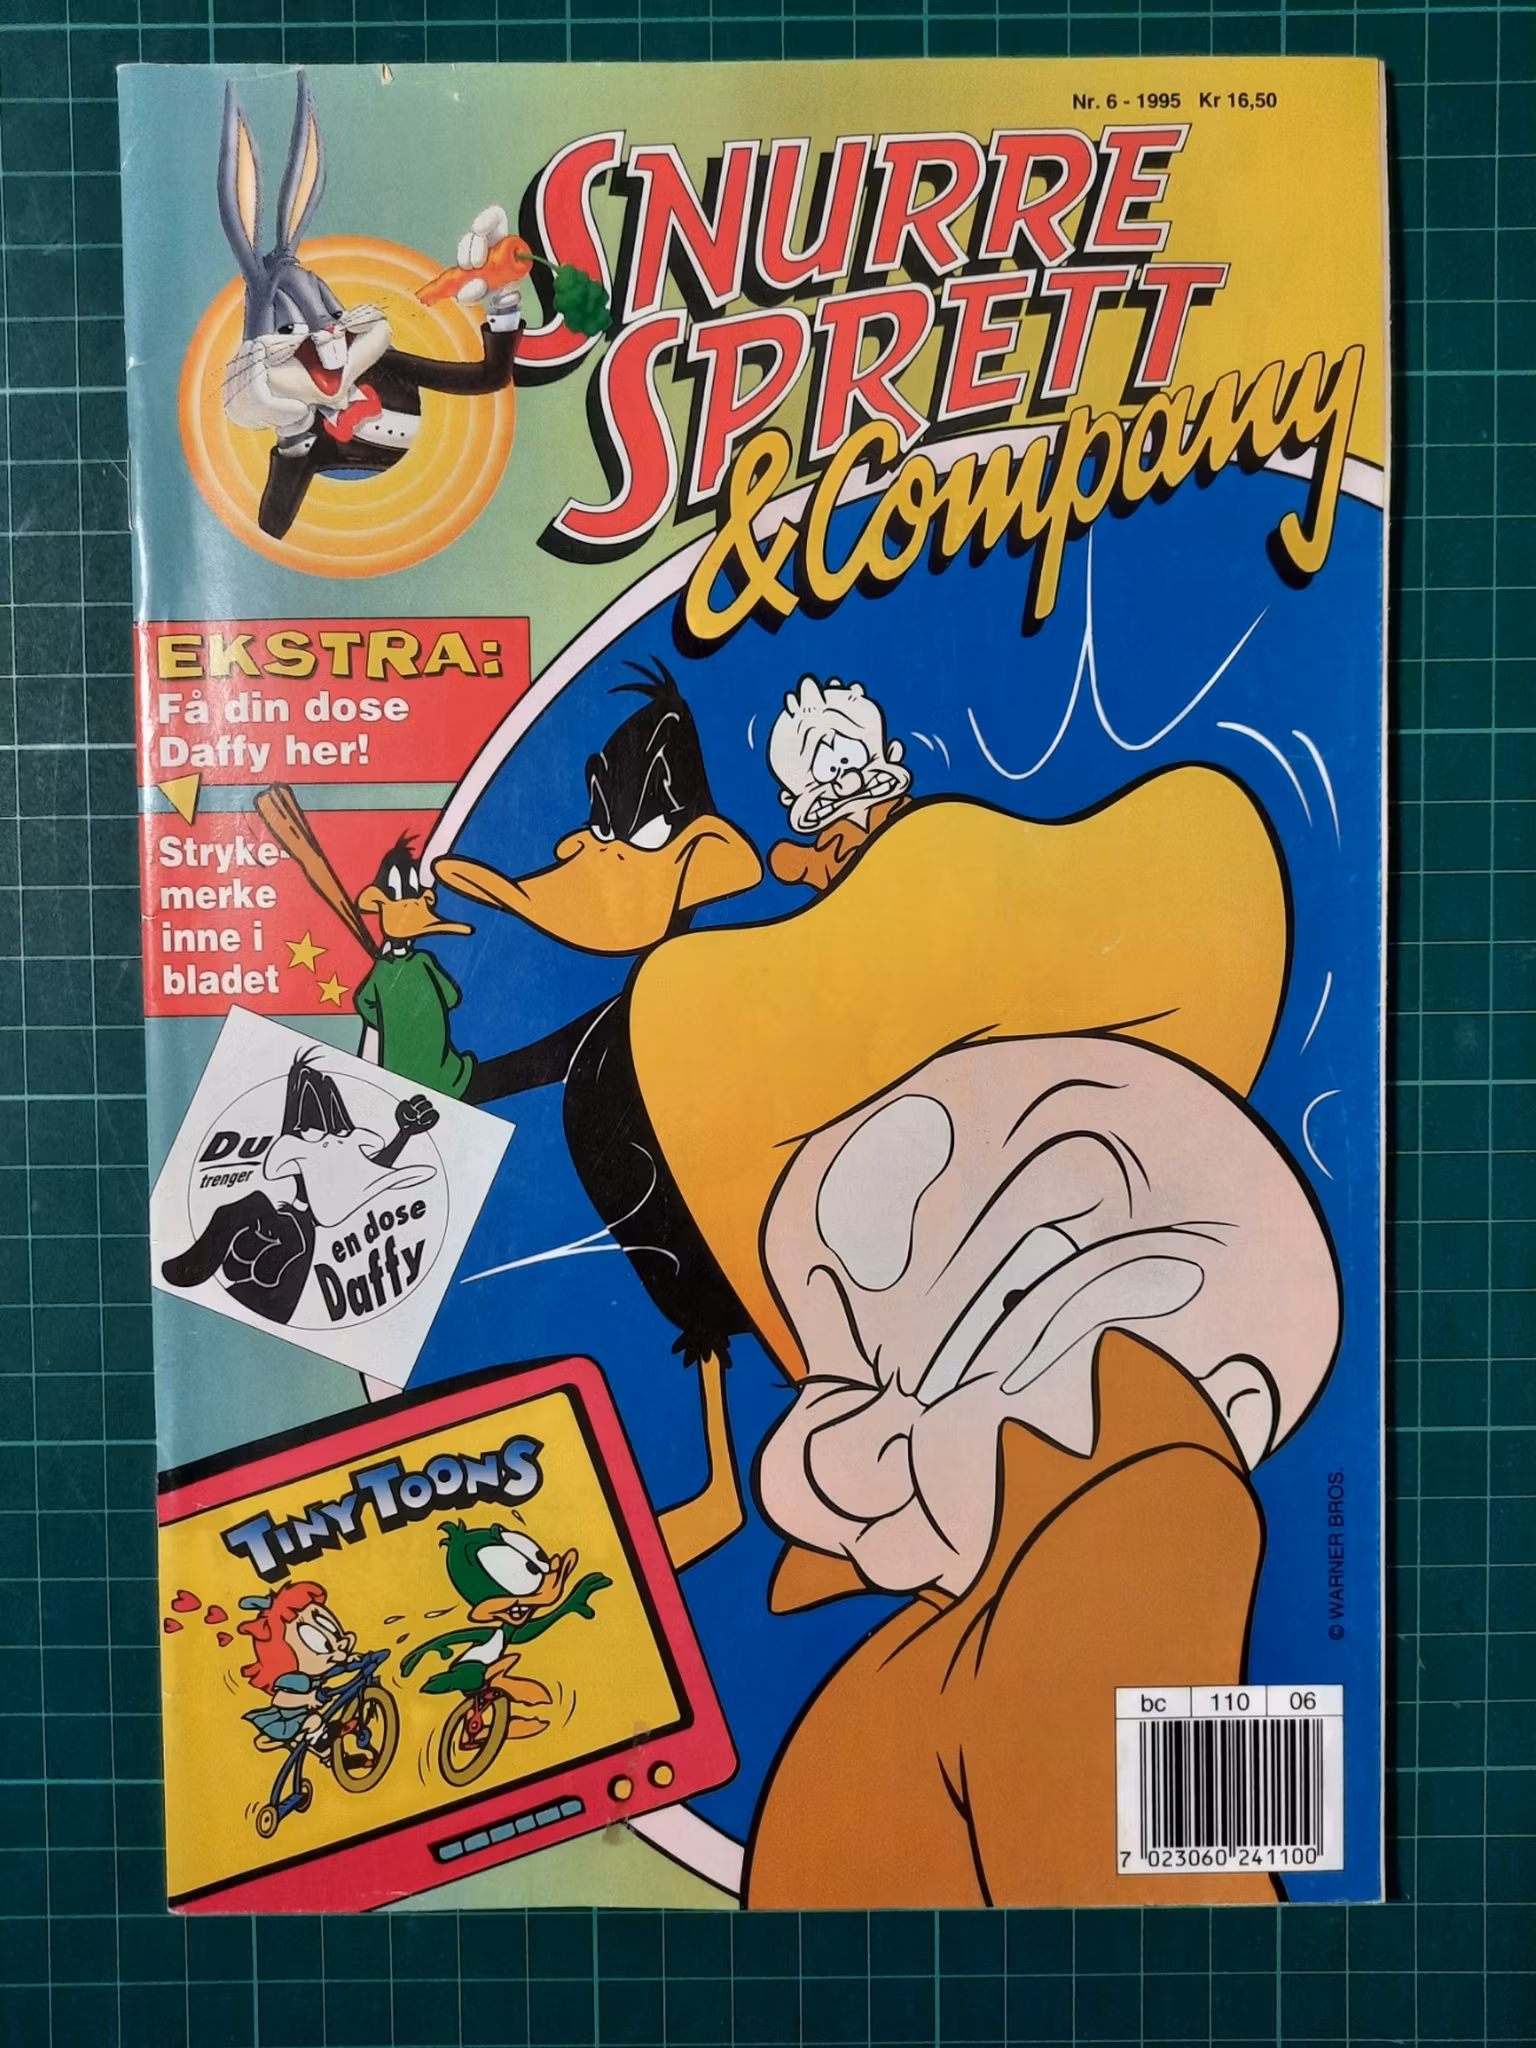 Nr. 6 - 1995 Kr 16,50
SNURRE
SPRETT
& Company
EKSTRA:
Få din dose
Daffy her!
Stryke-
merke
inne i
bladet
Du
trenger
en dose
Daffy
TINY TOONS
© WARNER BROS.
bc 110 06
7 023060 241100